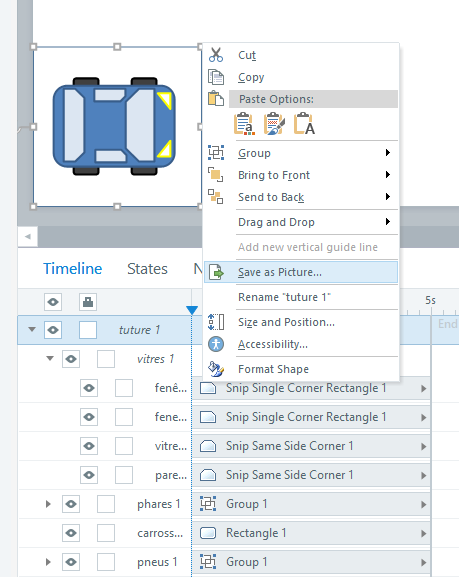 Cut
Copy
Paste Options:
Group
Bring to Front
Send to Back
Drag and Drop
Add new vertical guide line
Save as Picture...
Rename "tuture 1"
Size and Position...
Accessibility...
Format Shape
Timeline States N
5s
tuture 1 End
vitres 1
fenê... Snip Single Corner Rectangle 1
fene... Snip Single Corner Rectangle 1
vitre... Snip Same Side Corner 1
pare... Snip Same Side Corner 1
phares 1 Group 1
carross... Rectangle 1
pneus 1 Group 1